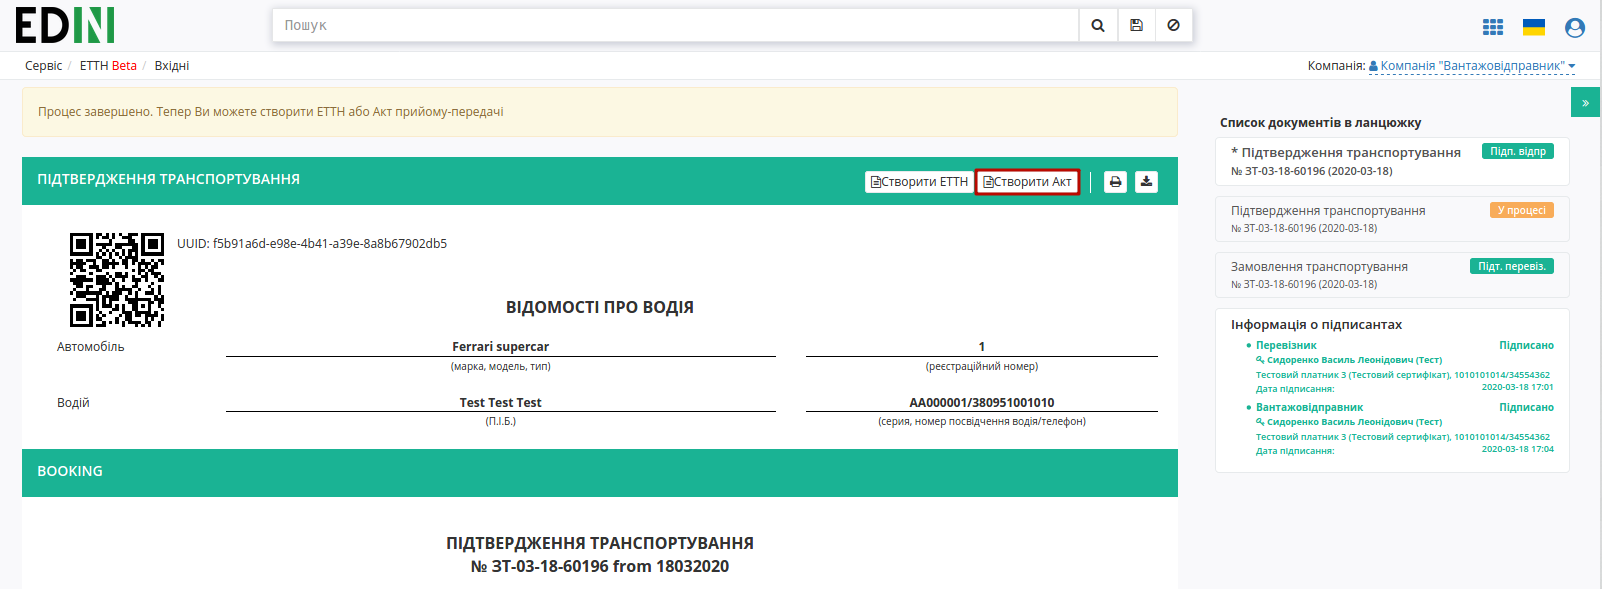 EDIN
Пошук
Сервіс / ЕТТН Beta / Вхідні
Компанія: Компанія "Вантажовідправник"
Процес завершено. Тепер Ви можете створити ЕТТН або Акт прийому-передачі
»
ПІДТВЕРДЖЕННЯ ТРАНСПОРТУВАННЯ
Створити ЕТТН
Створити Акт
UUID: f5b91a6d-e98e-4b41-a39e-8a8b67902db5
ВІДОМОСТІ ПРО ВОДІЯ
Автомобіль
Ferrari supercar
1
(марка, модель, тип)
(реєстраційний номер)
Водій
Test Test Test
AA000001/380951001010
(П.І.Б.)
(серия, номер посвідчення водія/телефон)
BOOKING
ПІДТВЕРДЖЕННЯ ТРАНСПОРТУВАННЯ
№ ЗТ-03-18-60196 from 18032020
Список документів в ланцюжку
* Підтвердження транспортування
Підп. відпр
№ ЗТ-03-18-60196 (2020-03-18)
Підтвердження транспортування
У процесі
№ ЗТ-03-18-60196 (2020-03-18)
Замовлення транспортування
Підт. перевіз.
№ ЗТ-03-18-60196 (2020-03-18)
Інформація о підписантах
• Перевізник
Підписано
Сидоренко Василь Леонідович (Тест)
Тестовий платник 3 (Тестовий сертифікат), 1010101014/34554362
Дата підписання:
2020-03-18 17:01
• Вантажовідправник
Підписано
Сидоренко Василь Леонідович (Тест)
Тестовий платник 3 (Тестовий сертифікат), 1010101014/34554362
Дата підписання:
2020-03-18 17:04